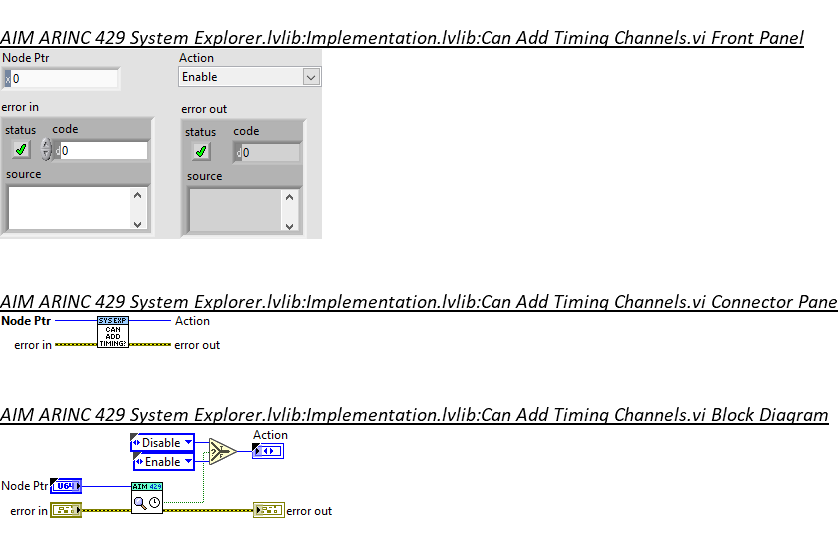 AIM ARINC 429 System Explorer.lvlib:Implementation.lvlib:Can Add Timing Channels.vi Front Panel
Node Ptr
Action
x 0
Enable
error in
error out
status
code
status
code
d 0
d 0
source
source
AIM ARINC 429 System Explorer.lvlib:Implementation.lvlib:Can Add Timing Channels.vi Connector Pane
Node Ptr
SYS EXP
Action
CAN
ADD
TIMING?
error in
error out
AIM ARINC 429 System Explorer.lvlib:Implementation.lvlib:Can Add Timing Channels.vi Block Diagram
Disable
Action
Enable
? T F
Node Ptr
U64
AIM 429
error in
error out